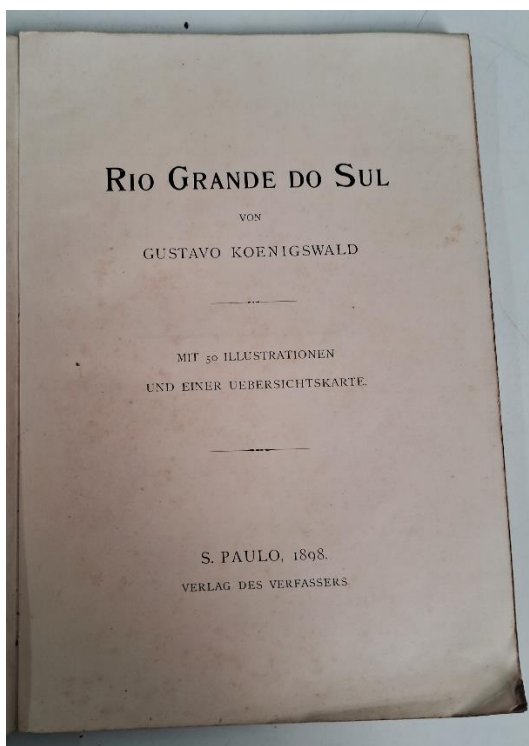 RIO GRANDE DO SUL
VON
GUSTAVO KOENIGSWALD
MIT 50 ILLUSTRATIONEN
UND EINER UEBERSICHTSKARTE.
S. PAULO, 1898.
VERLAG DES VERFASSERS